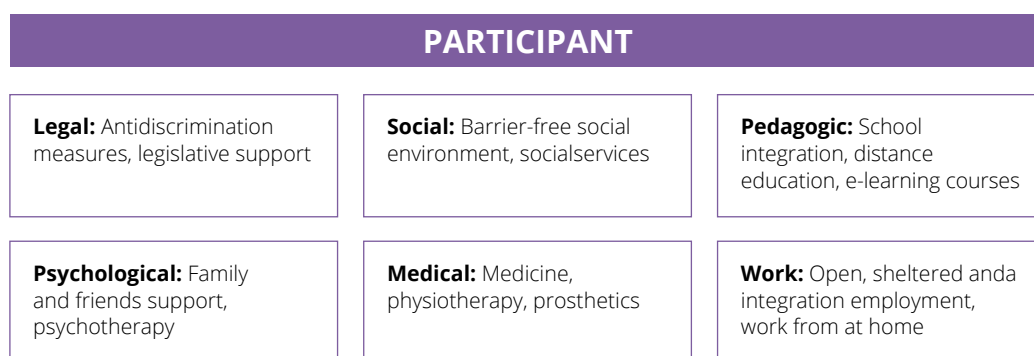 PARTICIPANT
Legal: Antidiscrimination
measures, legislative support
Social: Barrier-free social
environment, socialservices
Pedagogic: School
integration, distance
education, e-learning courses
Psychological: Family
and friends support,
psychotherapy
Medical: Medicine,
physiotherapy, prosthetics
Work: Open, sheltered anda
integration employment,
work from at home